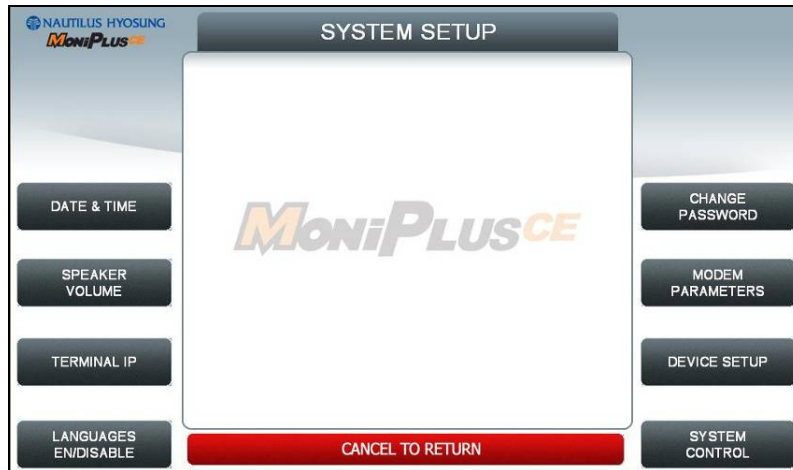 NAUTILUS HYOSUNG
MoniPlusCE
SYSTEM SETUP
MoniPlusCE
DATE & TIME
CHANGE
PASSWORD
SPEAKER
VOLUME
MODEM
PARAMETERS
TERMINAL IP
DEVICE SETUP
LANGUAGES
EN/DISABLE
CANCEL TO RETURN
SYSTEM
CONTROL